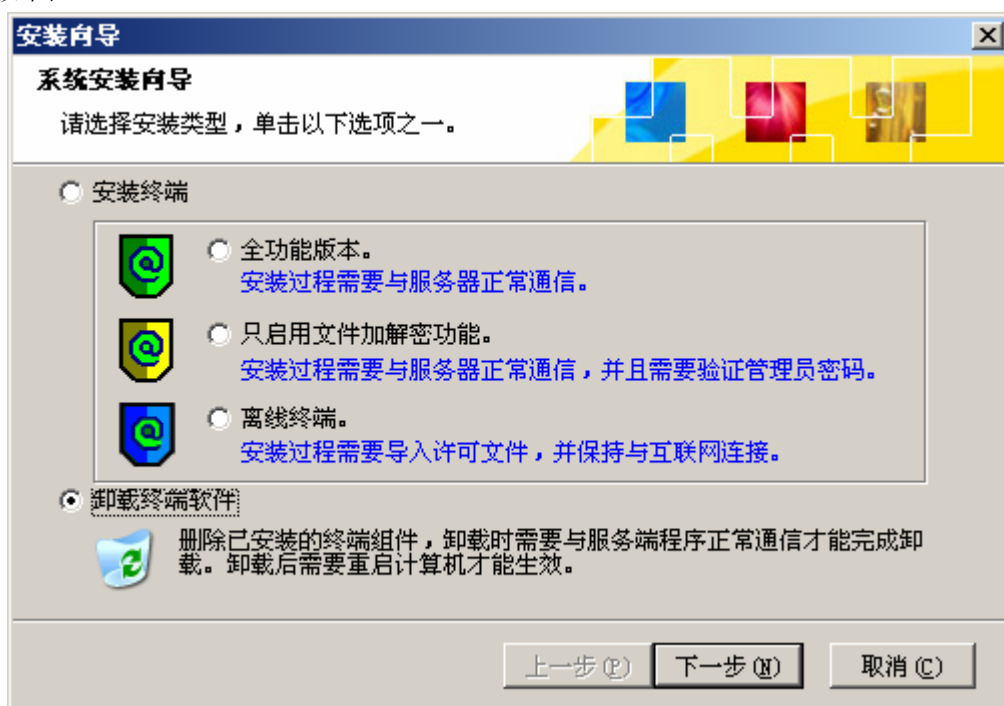 安装向导
系统安装向导
请选择安装类型，单击以下选项之一。
安装终端
全功能版本。
安装过程需要与服务器正常通信。
只启用文件加解密功能。
安装过程需要与服务器正常通信，并且需要验证管理员密码。
离线终端。
安装过程需要导入许可文件，并保持与互联网连接。
卸载终端软件
删除已安装的终端组件，卸载时需要与服务端程序正常通信才能完成卸
载。卸载后需要重启计算机才能生效。
上一步(P) 下一步(N) 取消(C)